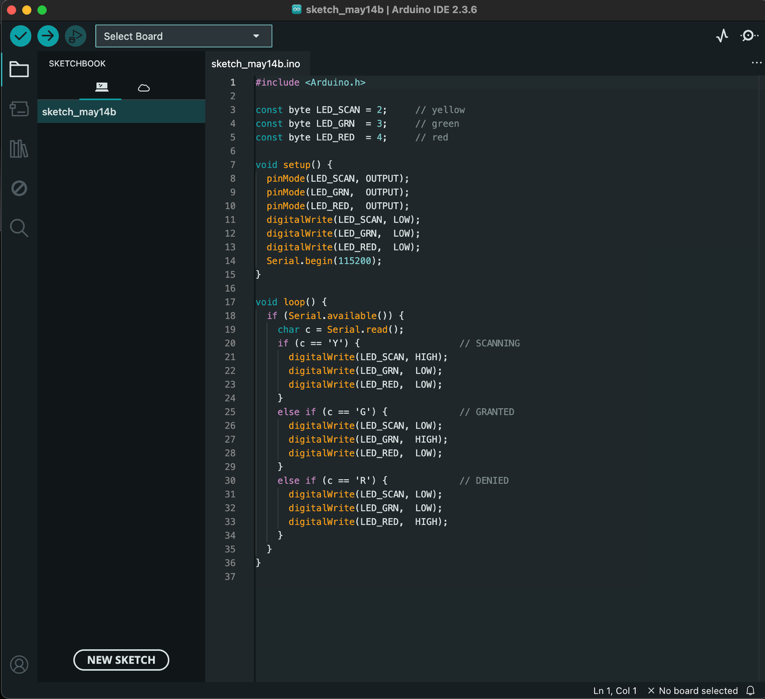 sketch_may14b | Arduino IDE 2.3.6
Select Board
SKETCHBOOK
sketch_may14b
NEW SKETCH
sketch_may14b.ino
1 #include <Arduino.h>
2
3 const byte LED_SCAN = 2;     // yellow
4 const byte LED_GRN  = 3;     // green
5 const byte LED_RED  = 4;     // red
6
7 void setup() {
8   pinMode(LED_SCAN, OUTPUT);
9   pinMode(LED_GRN,  OUTPUT);
10   pinMode(LED_RED,  OUTPUT);
11   digitalWrite(LED_SCAN, LOW);
12   digitalWrite(LED_GRN,  LOW);
13   digitalWrite(LED_RED,  LOW);
14   Serial.begin(115200);
15 }
16
17 void loop() {
18   if (Serial.available()) {
19     char c = Serial.read();
20     if (c == 'Y') {                  // SCANNING
21       digitalWrite(LED_SCAN, HIGH);
22       digitalWrite(LED_GRN,  LOW);
23       digitalWrite(LED_RED,  LOW);
24     }
25     else if (c == 'G') {             // GRANTED
26       digitalWrite(LED_SCAN, LOW);
27       digitalWrite(LED_GRN,  HIGH);
28       digitalWrite(LED_RED,  LOW);
29     }
30     else if (c == 'R') {             // DENIED
31       digitalWrite(LED_SCAN, LOW);
32       digitalWrite(LED_GRN,  LOW);
33       digitalWrite(LED_RED,  HIGH);
34     }
35   }
36 }
37
Ln 1, Col 1 × No board selected